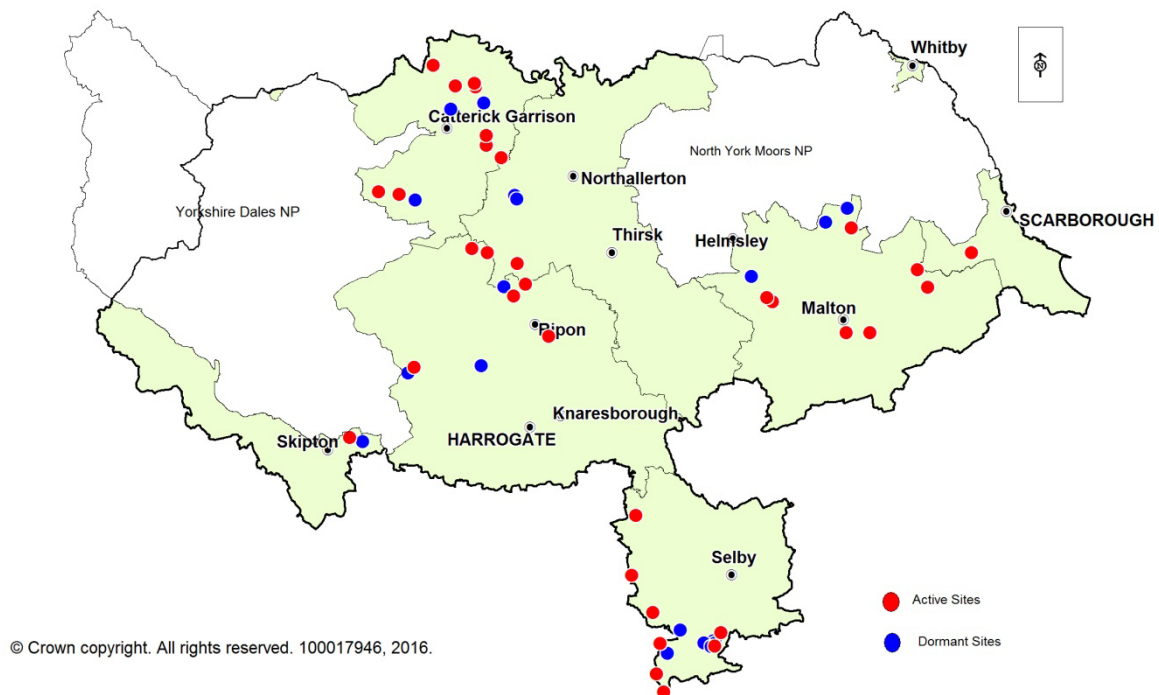 Whitby
N
Catterick Garrison
North York Moors NP
Northallerton
Yorkshire Dales NP
SCARBOROUGH
Thirsk
Helmsley
Malton
Ripon
Knaresborough
HARROGATE
Skipton
Selby
Active Sites
Dormant Sites
© Crown copyright. All rights reserved. 100017946, 2016.